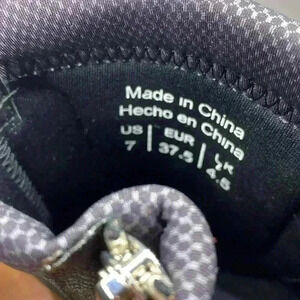 Made in China
Hecho en China
US | EUR | UK
7 | 37.5 | 4.5